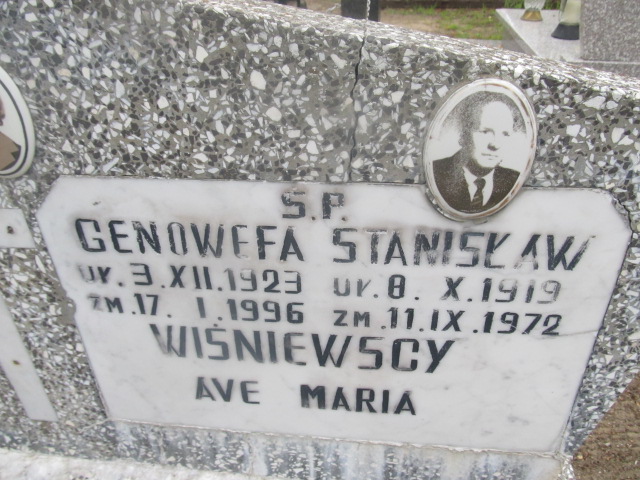 Ś.P.
GENOWEFA STANISŁAW
UR. 3. XII. 1923 UR. 8. X. 1919
ZM. 17. I. 1996 ZM. 11. IX. 1972
WIŚNIEWSCY
AVE MARIA